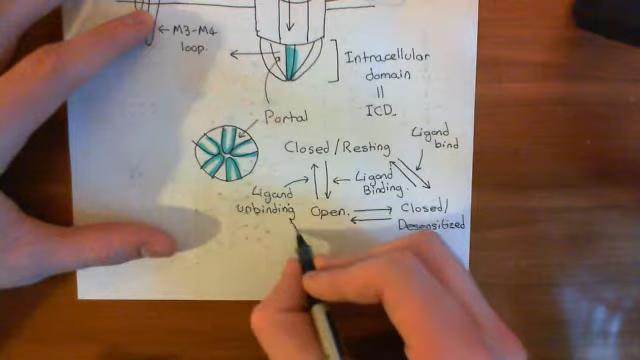 M3-M4
loop.
Intracellular
domain
=
ICD.
Portal
Closed/Resting
Ligand
bind
Ligand
Binding.
Ligand
unbinding
Open.
Closed/
Desensitized